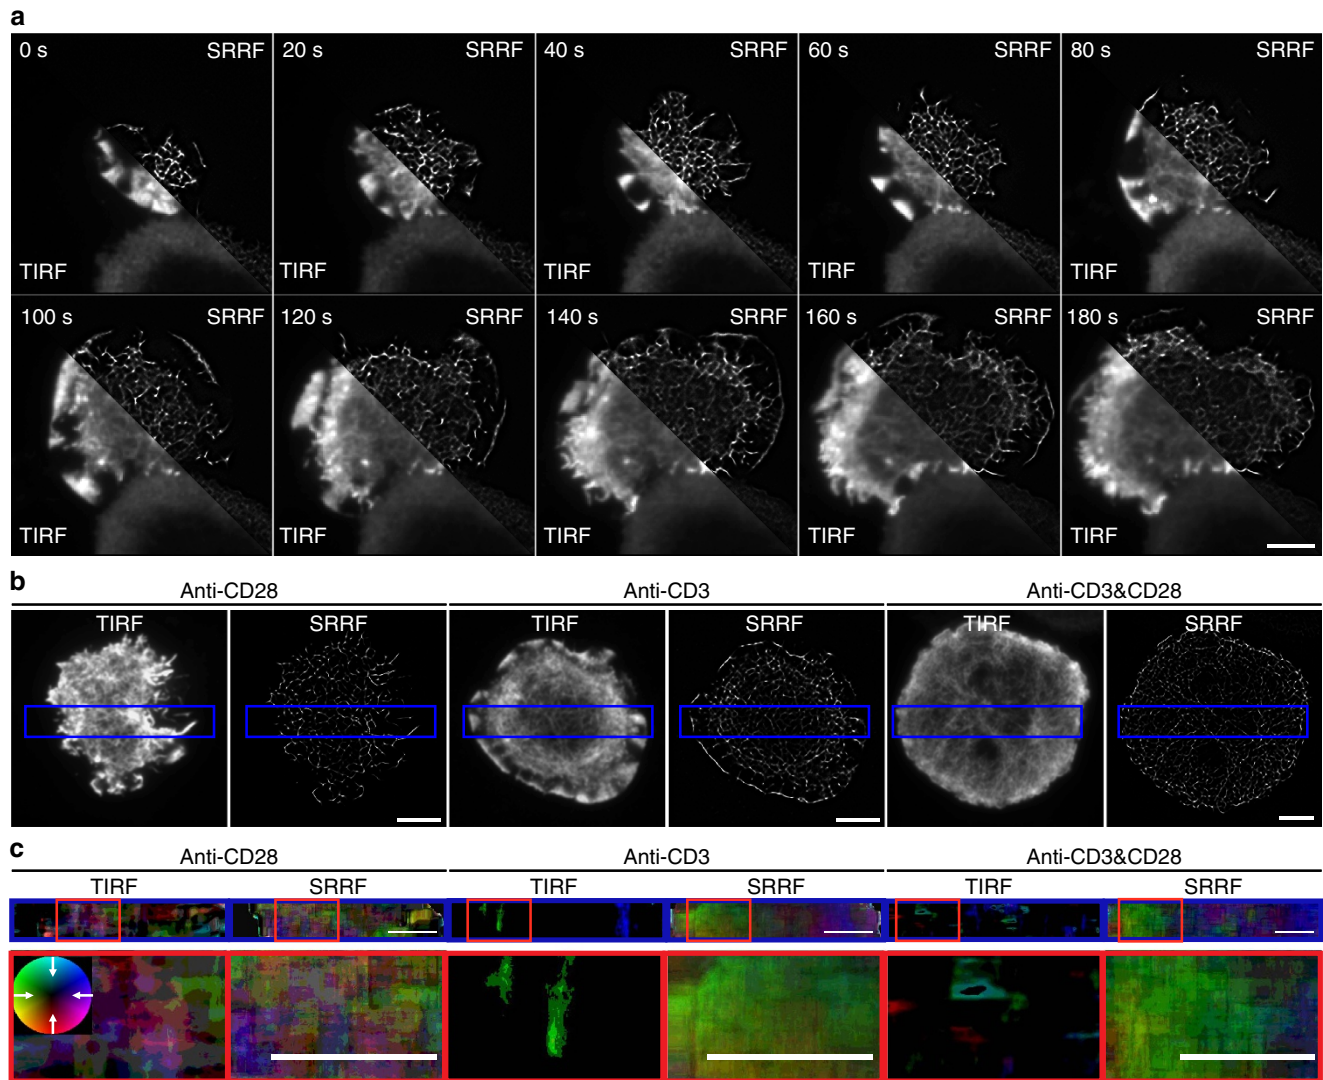 a
0 s SRRF 20 s SRRF 40 s SRRF 60 s SRRF 80 s SRRF
TIRF TIRF TIRF TIRF TIRF
100 s SRRF 120 s SRRF 140 s SRRF 160 s SRRF 180 s SRRF
TIRF TIRF TIRF TIRF TIRF
b
Anti-CD28 Anti-CD3 Anti-CD3&CD28
TIRF SRRF TIRF SRRF TIRF SRRF
c
Anti-CD28 Anti-CD3 Anti-CD3&CD28
TIRF SRRF TIRF SRRF TIRF SRRF